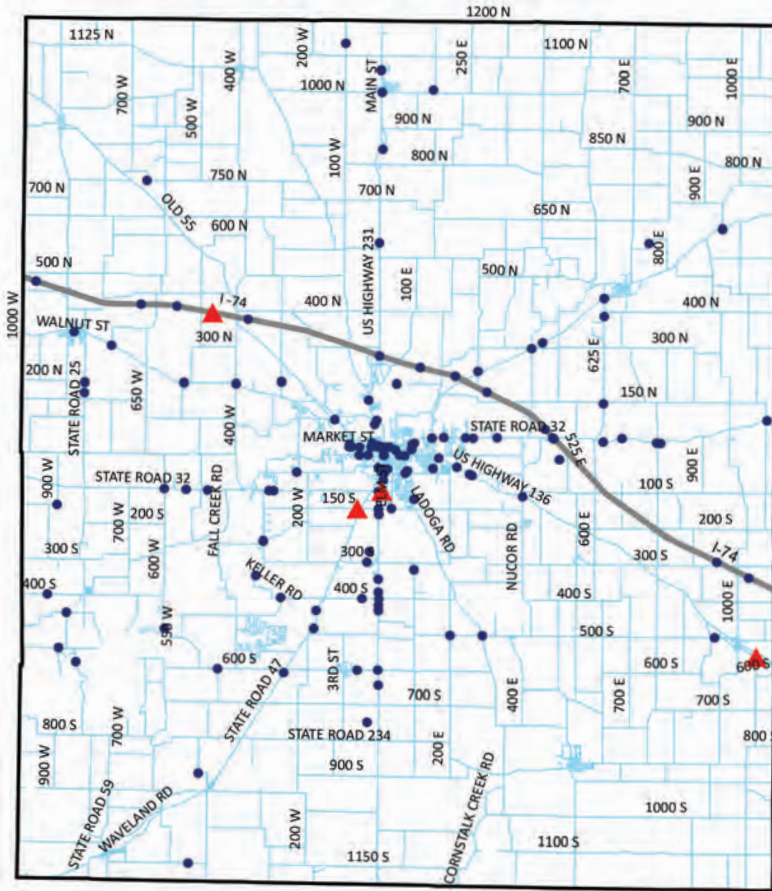 1200 N
1125 N
400 W
200 W
MAIN ST
250 E
1100 N
700 E
1000 E
700 W
500 W
1000 N
900 N
900 N
850 N
100 W
800 N
800 N
700 N
750 N
700 N
900 E
OLD 55
600 N
650 N
US HIGHWAY 231
800 E
500 N
500 N
100 E
I-74
400 N
400 N
1000 W
WALNUT ST
300 N
300 N
625 E
200 N
STATE ROAD 25
650 W
150 N
400 W
MARKET ST
STATE ROAD 32
525 E
900 W
STATE ROAD 32
US HIGHWAY 136
900 E
100 S
200 S
700 W
FALL CREEK RD
200 W
150 S
LADOGA RD
NUCOR RD
600 E
200 S
300 S
600 W
300 S
300 S
I-74
400 S
KELLER RD
400 S
400 S
1000 E
550 W
500 S
600 S
3RD ST
600 S
600 S
STATE ROAD 47
700 S
400 E
700 E
700 S
800 S
700 W
STATE ROAD 234
200 E
800 S
900 W
900 S
CORNSTALK CREEK RD
STATE ROAD 59
WAVELAND RD
200 W
1000 S
1100 S
1150 S